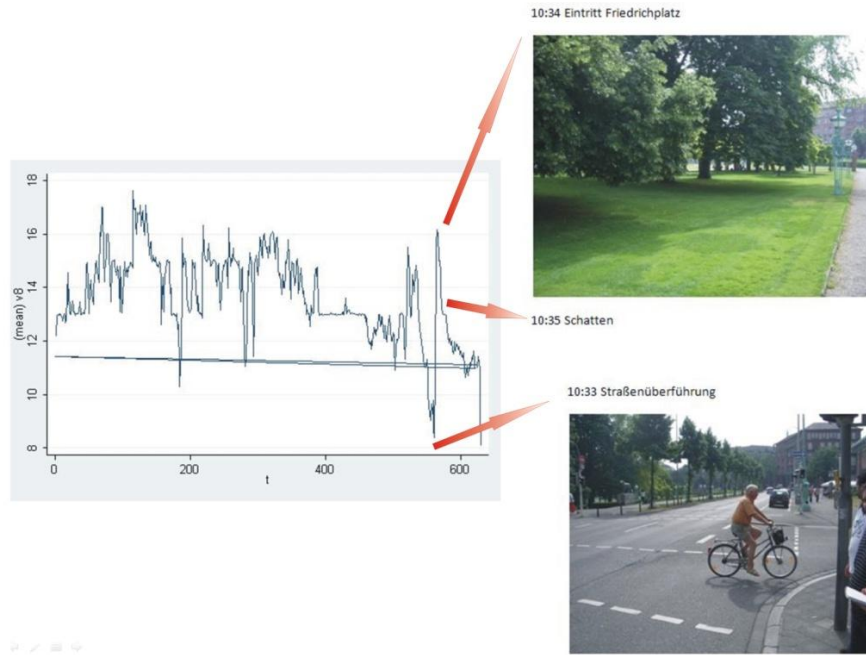 10:34 Eintritt Friedrichplatz
18
16
14
12
10
8
(mean) v8
0
200
400
600
t
10:35 Schatten
10:33 Straßenüberführung